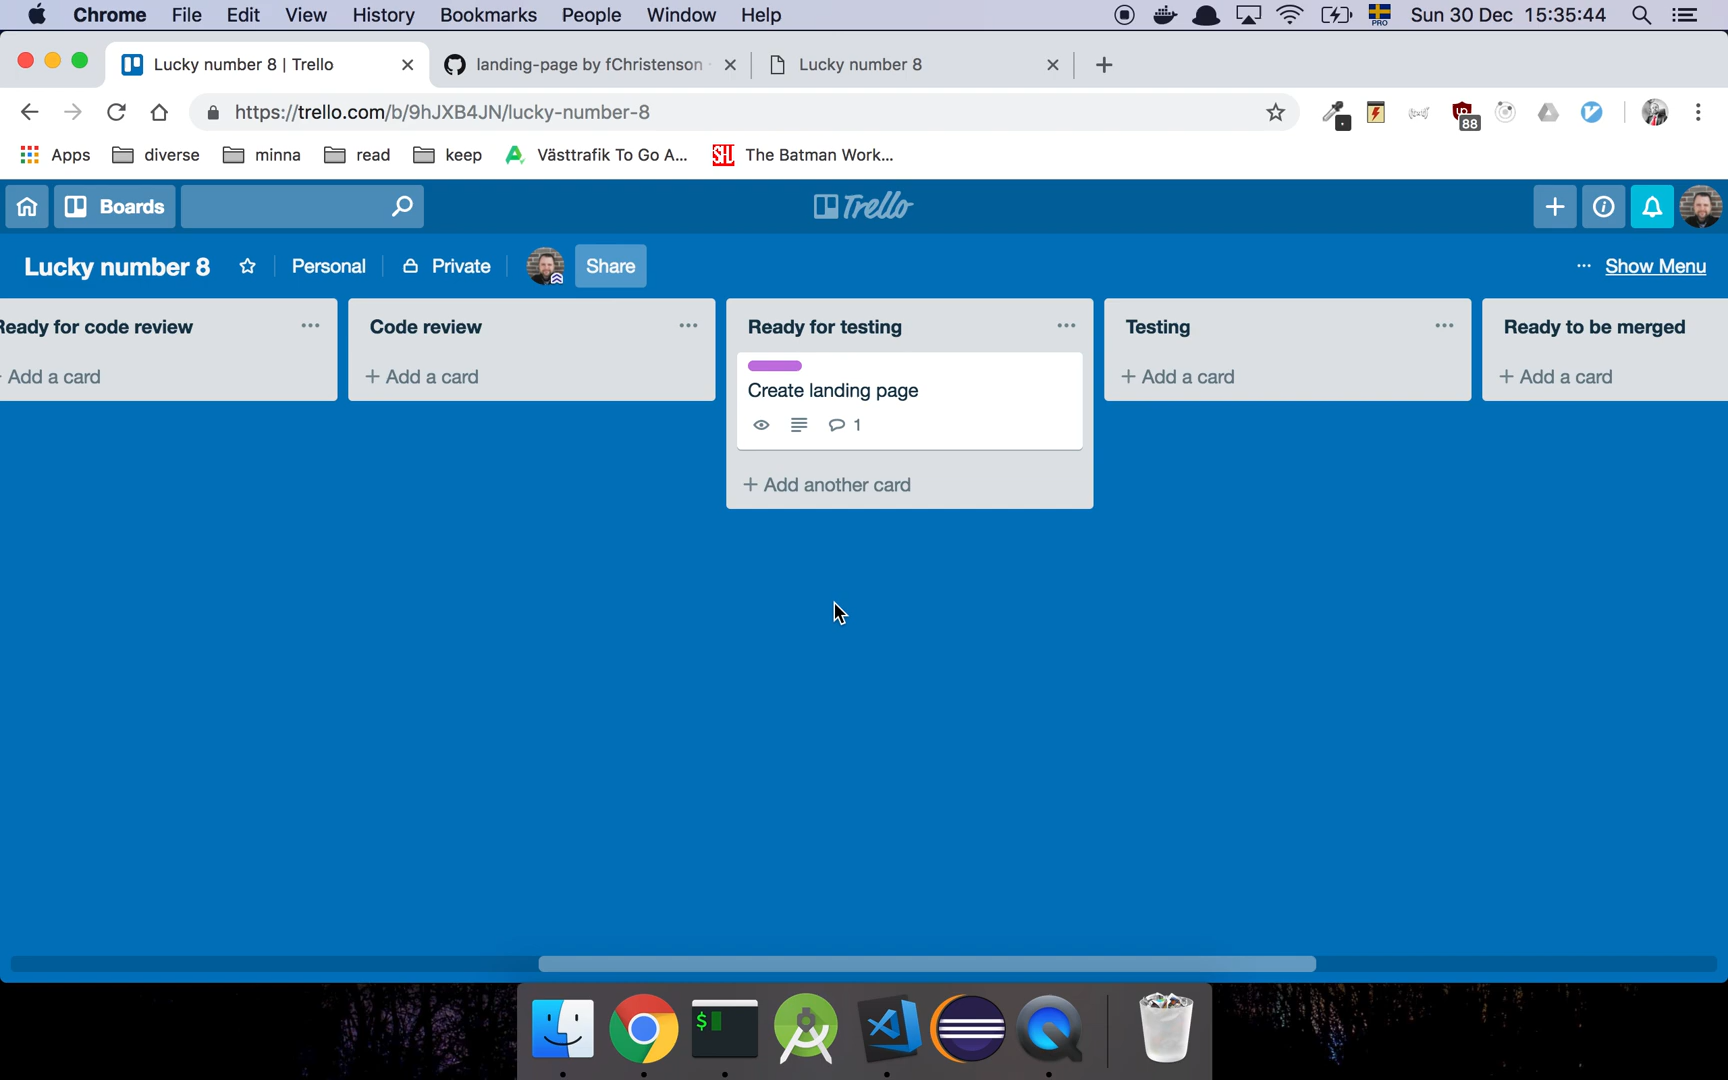 Chrome File Edit View History Bookmarks People Window Help PRO Sun 30 Dec 15:35:44
Lucky number 8 | Trello landing-page by fChristenson Lucky number 8
https://trello.com/b/9hJXB4JN/lucky-number-8 88
Apps diverse minna read keep Västtrafik To Go A... The Batman Work...
Boards Trello
Lucky number 8 Personal Private Share ... Show Menu
Ready for code review ... Code review ... Ready for testing ... Testing ... Ready to be merged
Add a card + Add a card
Create landing page
+ Add a card + Add a card
1
+ Add another card
$